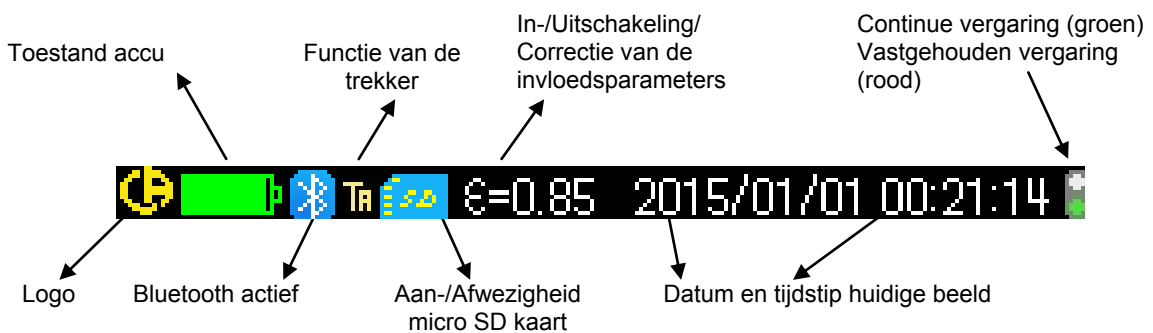 Toestand accu
Functie van de
trekker
In-/Uitschakeling/
Correctie van de
invloedsparameters
Continue vergaring (groen)
Vastgehouden vergaring
(rood)
TA SD ε=0.85 2015/01/01 00:21:14
Logo
Bluetooth actief
Aan-/Afwezigheid
micro SD kaart
Datum en tijdstip huidige beeld